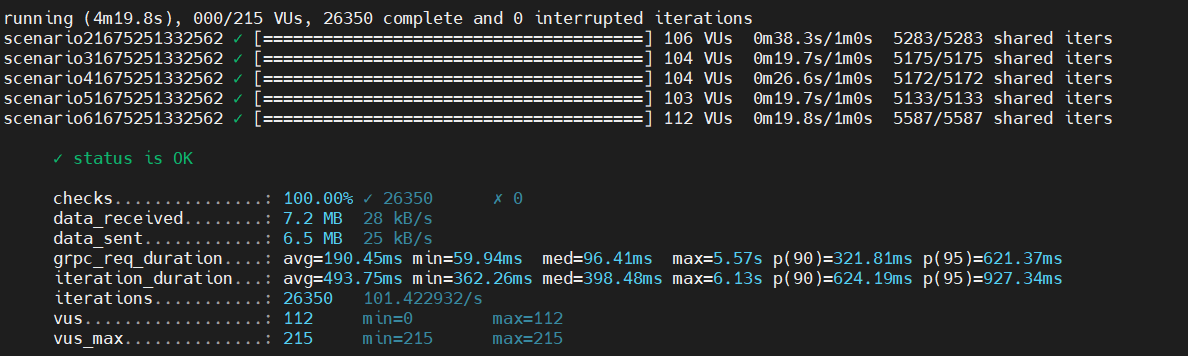 running (4m19.8s), 000/215 VUs, 26350 complete and 0 interrupted iterations
scenario21675251332562 ✓ [======================================] 106 VUs  0m38.3s/1m0s  5283/5283 shared iters
scenario31675251332562 ✓ [======================================] 104 VUs  0m19.7s/1m0s  5175/5175 shared iters
scenario41675251332562 ✓ [======================================] 104 VUs  0m26.6s/1m0s  5172/5172 shared iters
scenario51675251332562 ✓ [======================================] 103 VUs  0m19.7s/1m0s  5133/5133 shared iters
scenario61675251332562 ✓ [======================================] 112 VUs  0m19.8s/1m0s  5587/5587 shared iters
✓ status is OK
checks...............: 100.00% ✓ 26350      ✗ 0
data_received........: 7.2 MB  28 kB/s
data_sent............: 6.5 MB  25 kB/s
grpc_req_duration....: avg=190.45ms min=59.94ms  med=96.41ms  max=5.57s p(90)=321.81ms p(95)=621.37ms
iteration_duration...: avg=493.75ms min=362.26ms med=398.48ms max=6.13s p(90)=624.19ms p(95)=927.34ms
iterations...........: 26350   101.422932/s
vus..................: 112     min=0        max=112
vus_max..............: 215     min=215      max=215